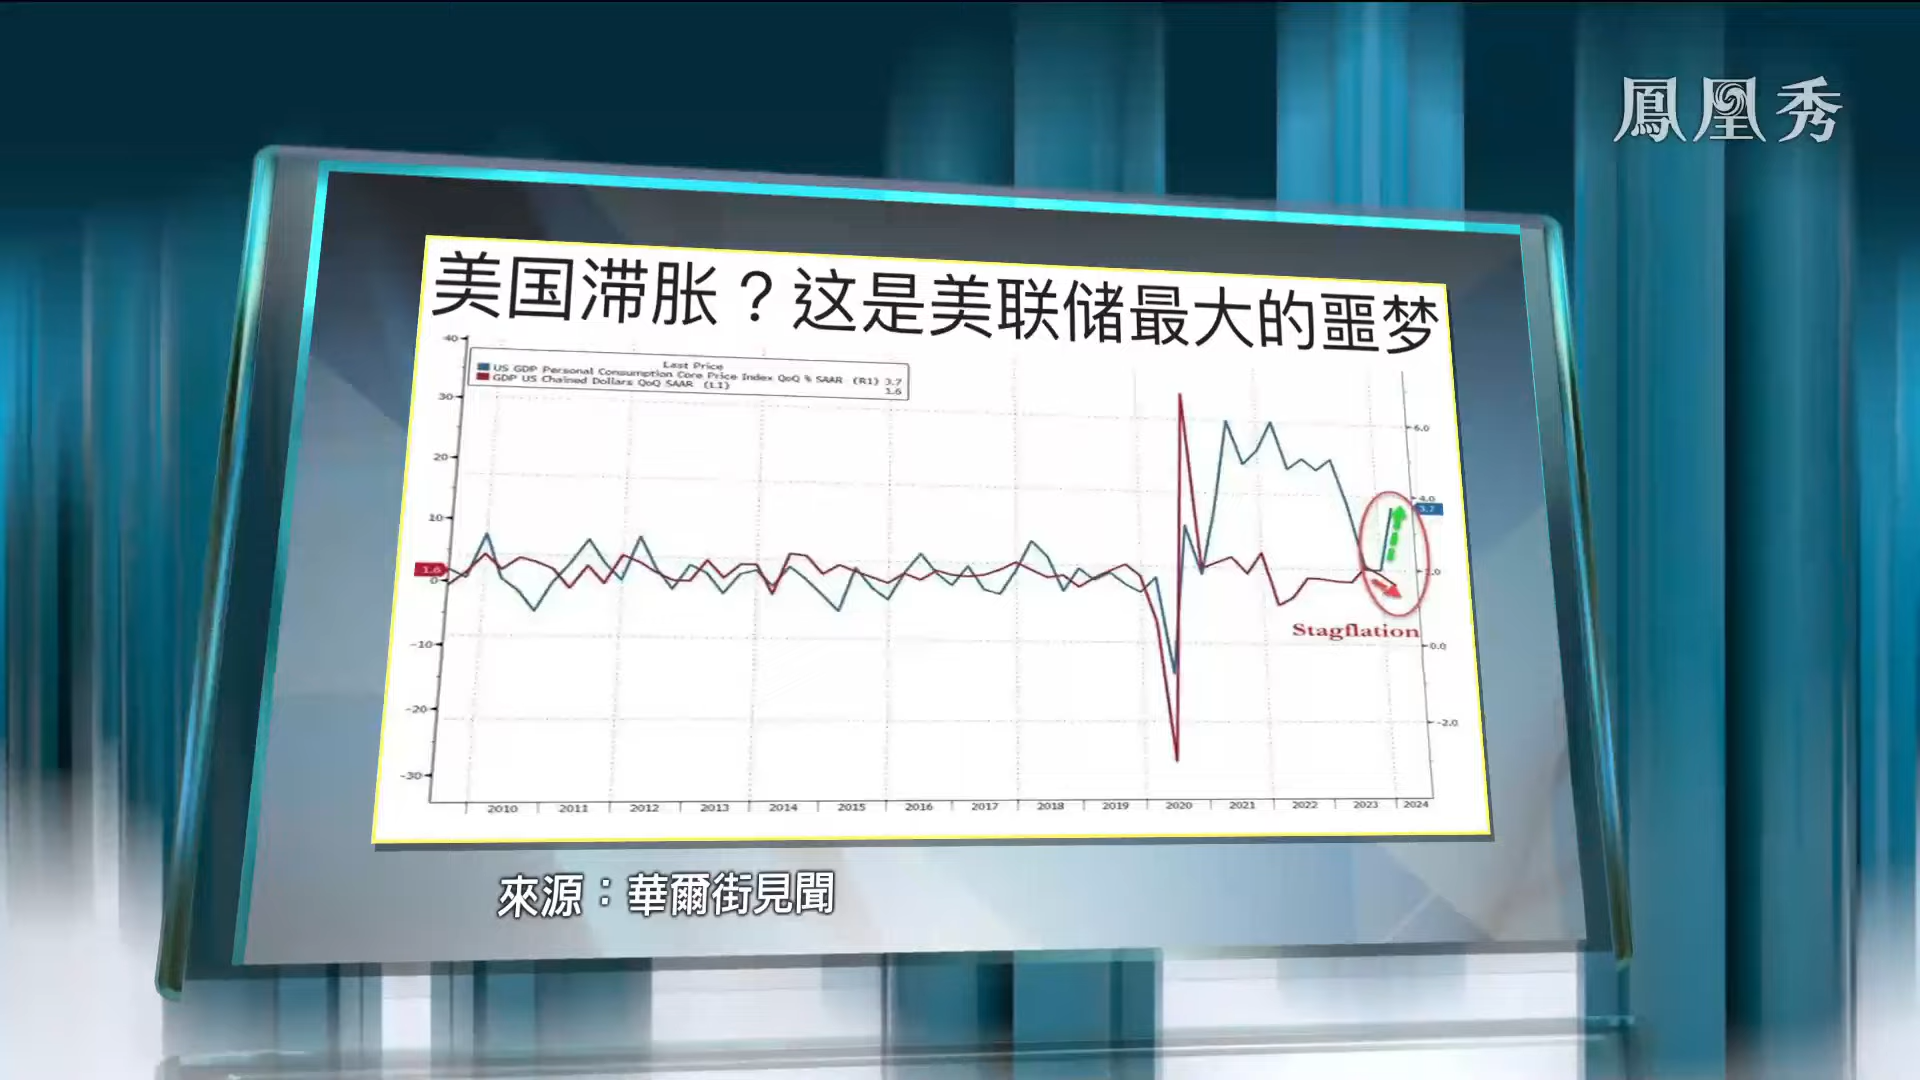 鳳凰秀
美国滞胀？这是美联储最大的噩梦
Last Price
US GDP Personal Consumption Core Price Index QoQ % SAAR (R1) 3.7
GDP US Chained Dollars QoQ SAAR (L1) 1.6
40
30
20
10
0
-10
-20
-30
1.6
6.0
4.0
3.7
2.0
0.0
-2.0
Stagflation
2010 2011 2012 2013 2014 2015 2016 2017 2018 2019 2020 2021 2022 2023 2024
來源：華爾街見聞